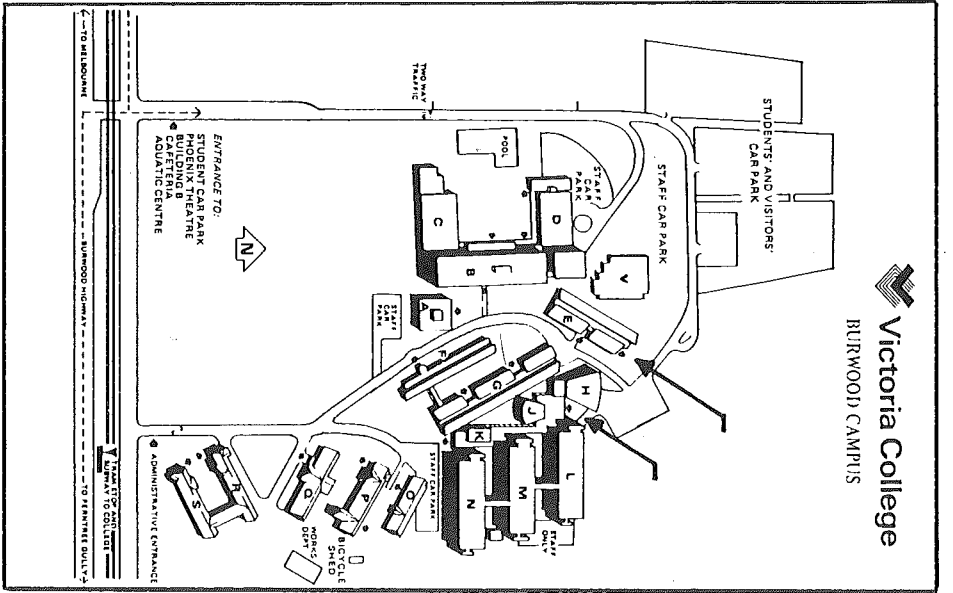 Victoria College
BURWOOD CAMPUS
STUDENTS' AND VISITORS'
CAR PARK
STAFF CAR PARK
STAFF
CAR
PARK
POOL
TWO WAY
TRAFFIC
D
C
B
V
E
A
STAFF
CAR
PARK
F
G
H
J
K
L
M
N
STAFF
ONLY
STAFF CAR PARK
O
P
Q
R
S
BICYCLE
SHED
WORKS
DEPT
N
ENTRANCE TO:
STUDENT CAR PARK
PHOENIX THEATRE
BUILDING B
CAFETERIA
AQUATIC CENTRE
ADMINISTRATIVE ENTRANCE
TRAM STOP AND
SUBWAY TO COLLEGE
TO MELBOURNE
BURWOOD HIGHWAY
TO FERNTREE GULLY